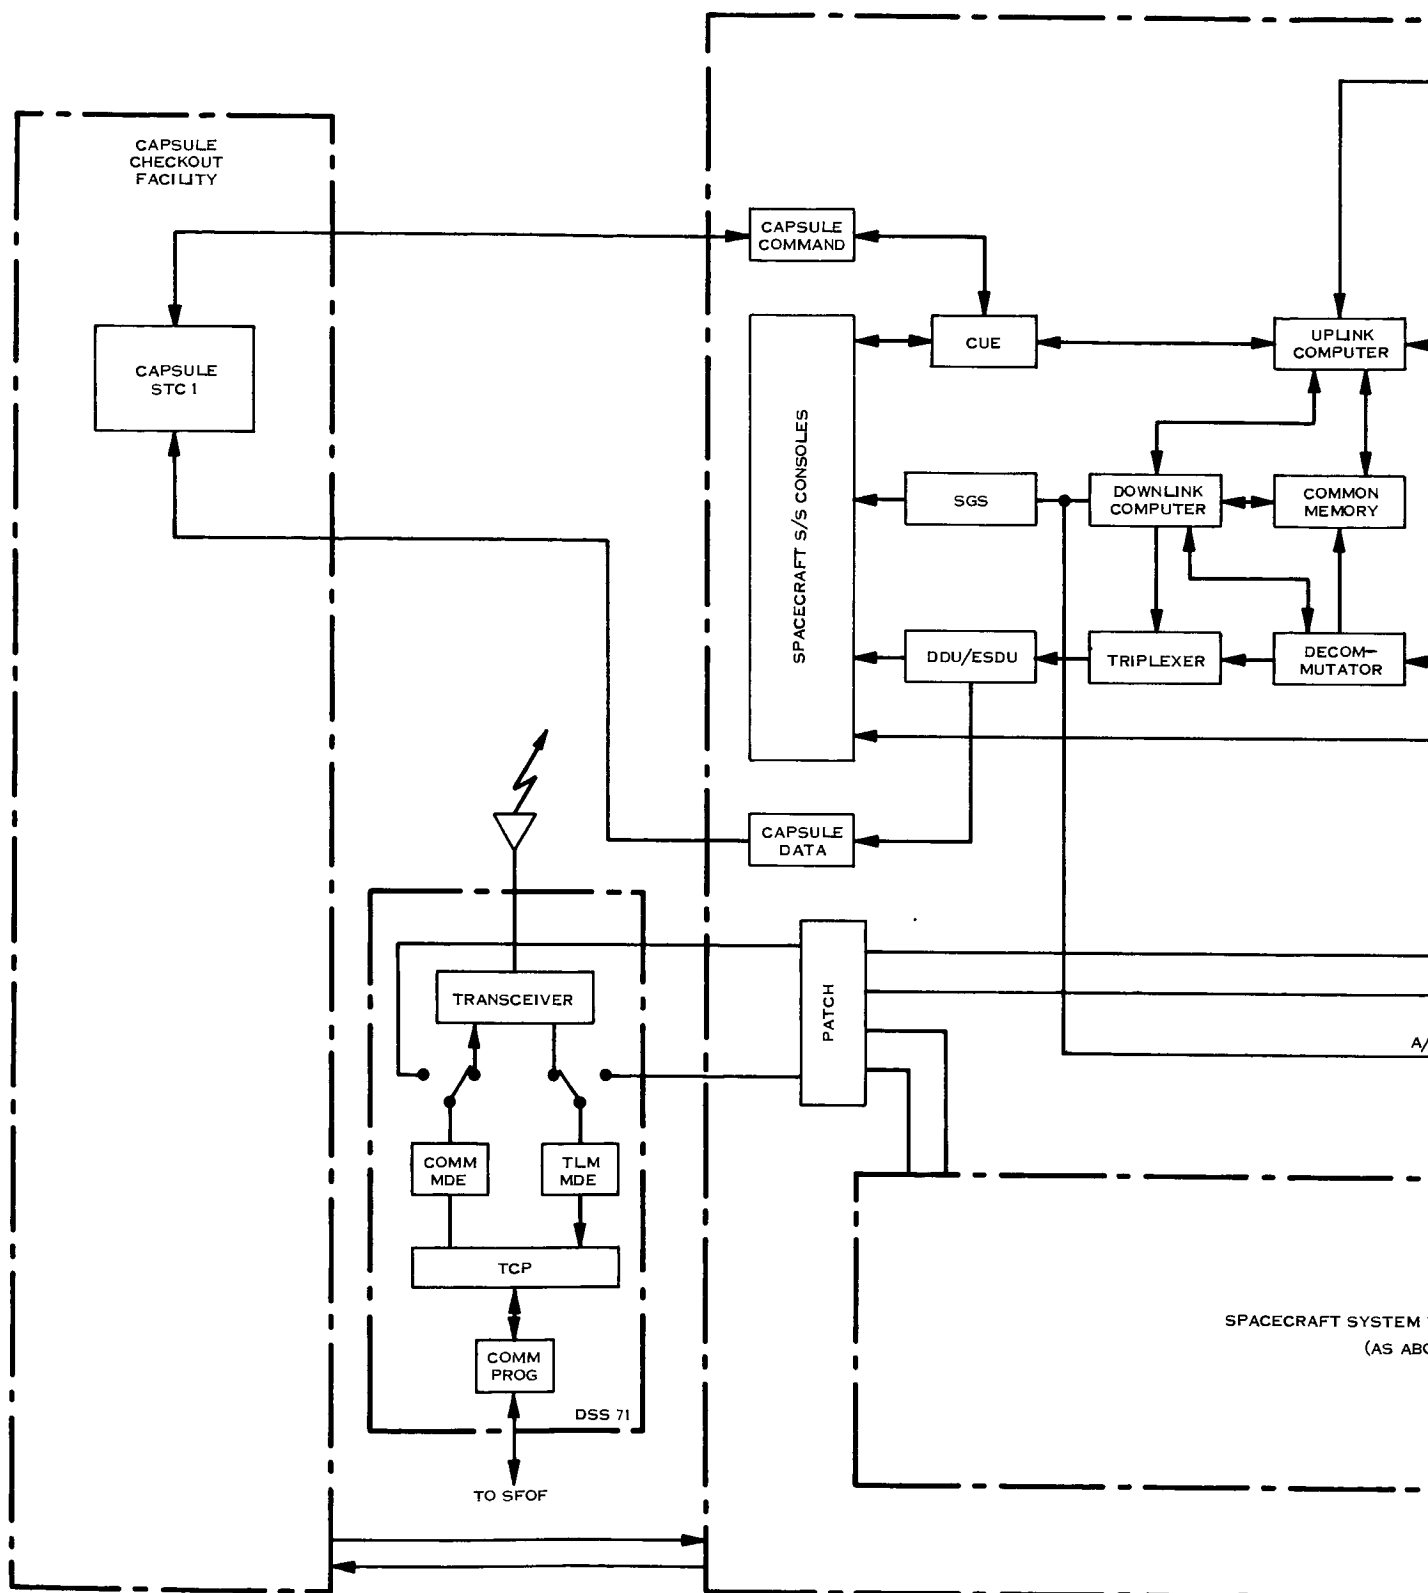 CAPSULE
CHECKOUT
FACILITY
CAPSULE
COMMAND
CAPSULE
STC 1
CUE
UPLINK
COMPUTER
SPACECRAFT S/S CONSOLES
SGS
DOWNLINK
COMPUTER
COMMON
MEMORY
DDU/ESDU
TRIPLEXER
DECOM-
MUTATOR
CAPSULE
DATA
PATCH
TRANSCEIVER
A/
COMM
MDE
TLM
MDE
TCP
COMM
PROG
DSS 71
TO SFOF
SPACECRAFT SYSTEM
(AS ABO